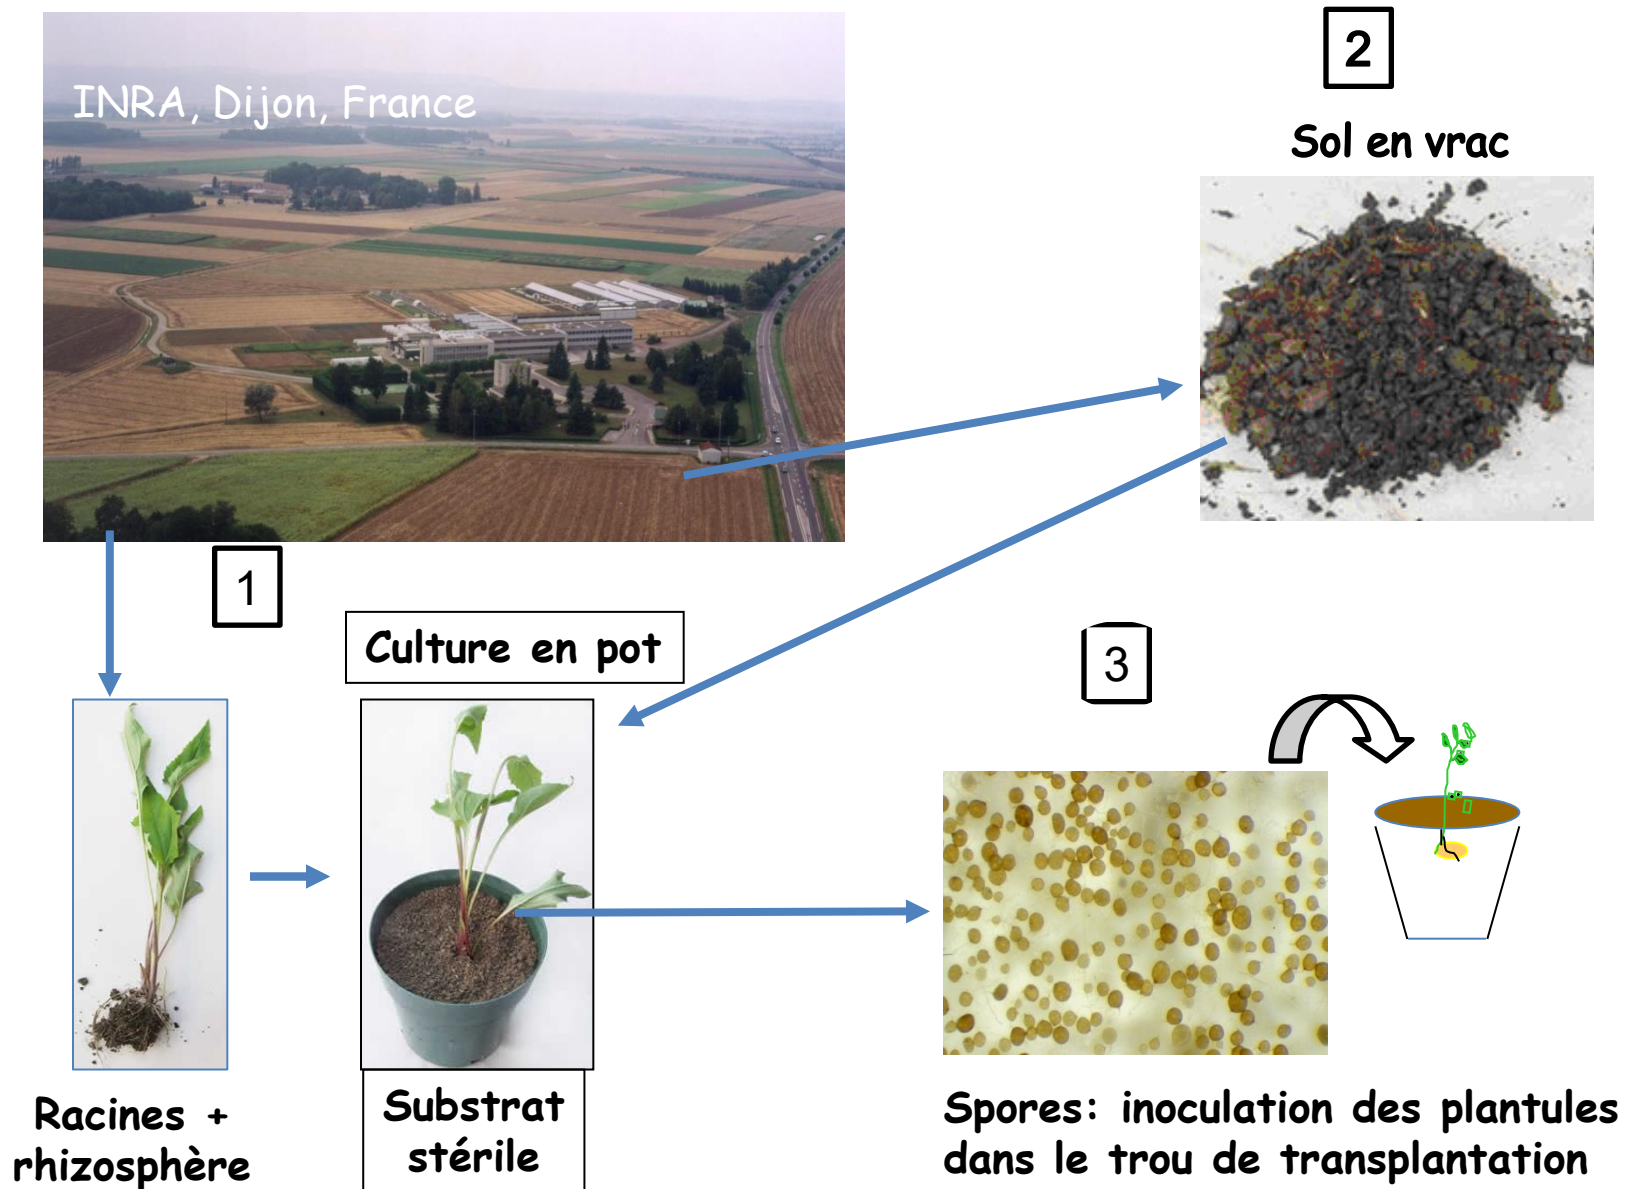 INRA, Dijon, France
2
Sol en vrac
1
Culture en pot
3
Racines +
rhizosphère
Substrat
stérile
Spores: inoculation des plantules
dans le trou de transplantation